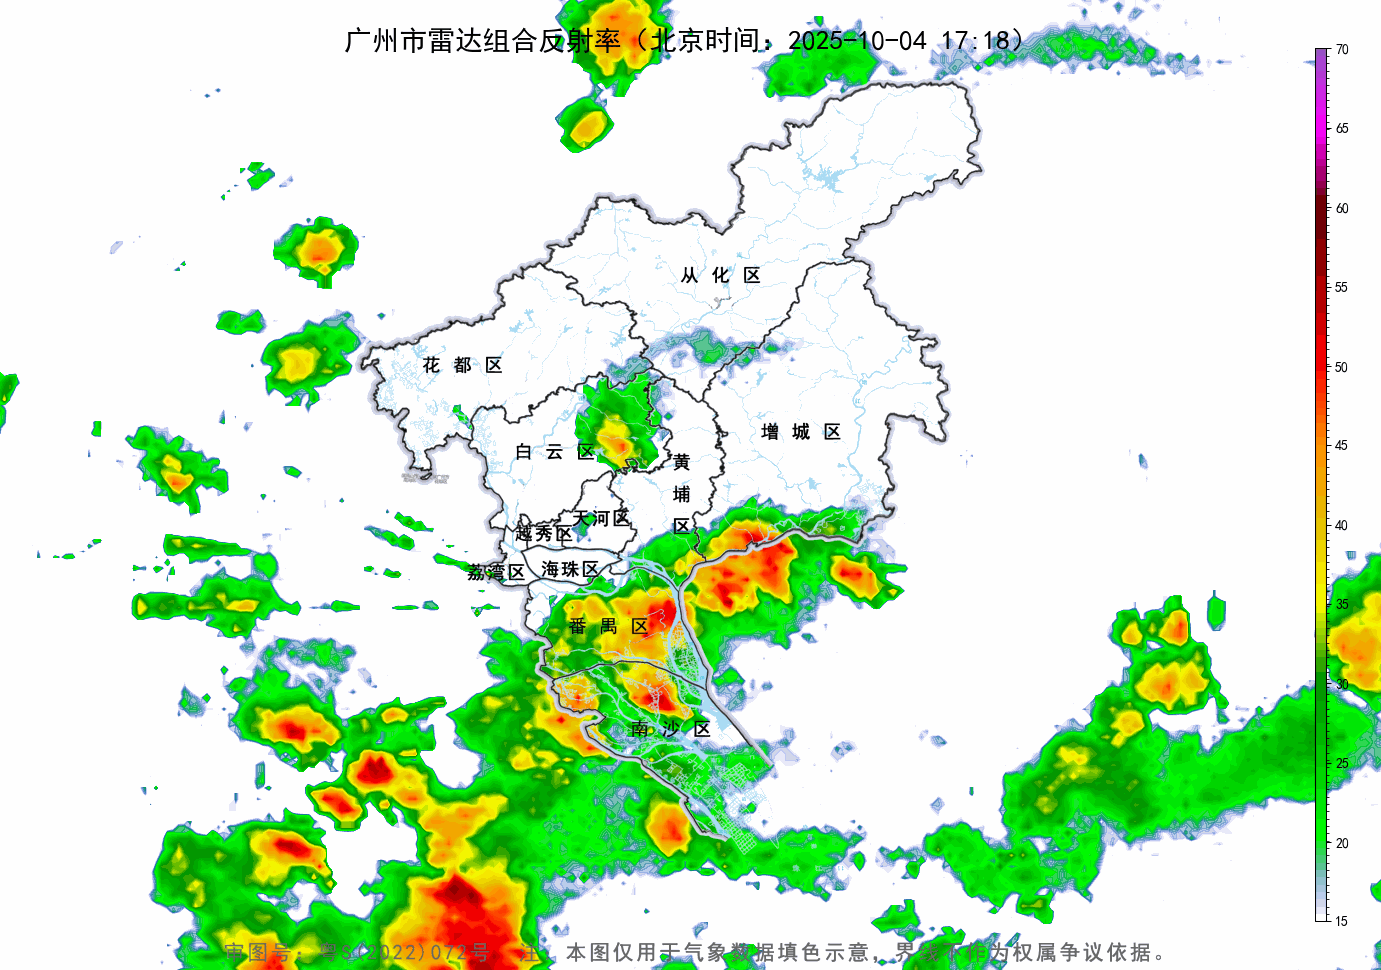 广州市雷达组合反射率（北京时间：2025-10-04 17:18）
70
65
60
55
50
45
40
35
30
25
20
15
从化区
花都区
增城区
白云区
黄埔区
天河区
越秀区
荔湾区
海珠区
番禺区
南沙区
审图号：粤S(2022)072号 注：本图仅用于气象数据填色示意，界线不作为权属争议依据。